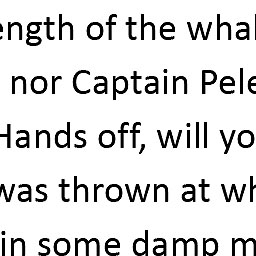 ength of the whal
nor Captain Pele
Hands off, will yo
was thrown at wh
in some damp m